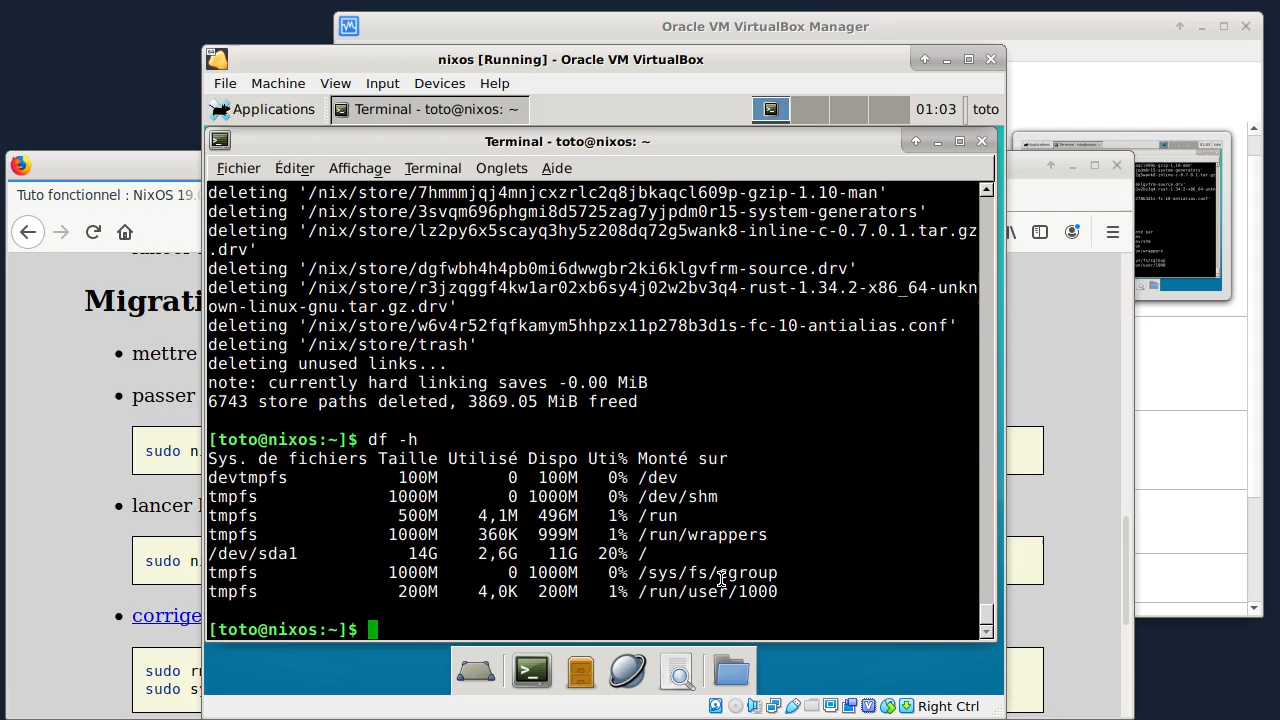 Oracle VM VirtualBox Manager
nixos [Running] - Oracle VM VirtualBox
File Machine View Input Devices Help
Applications Terminal - toto@nixos: ~ 01:03 toto
Terminal - toto@nixos: ~
Fichier Éditer Affichage Terminal Onglets Aide
deleting '/nix/store/7hmmmjqj4mnjcxzrlc2q8jbkaqcl609p-gzip-1.10-man'
deleting '/nix/store/3svqm696phgmi8d5725zag7yjpdm0r15-system-generators'
deleting '/nix/store/lz2py6x5scayq3hy5z208dq72g5wank8-inline-c-0.7.0.1.tar.gz
.drv'
deleting '/nix/store/dgfwbh4h4pb0mi6dwwgbr2ki6klgvfrm-source.drv'
deleting '/nix/store/r3jzqggf4kw1ar02xb6sy4j02w2bv3q4-rust-1.34.2-x86_64-unkn
own-linux-gnu.tar.gz.drv'
deleting '/nix/store/w6v4r52fqfkamym5hhpzx11p278b3d1s-fc-10-antialias.conf'
deleting '/nix/store/trash'
deleting unused links...
note: currently hard linking saves -0.00 MiB
6743 store paths deleted, 3869.05 MiB freed
[toto@nixos:~]$ df -h
Sys. de fichiers Taille Utilisé Dispo Uti% Monté sur
devtmpfs 100M 0 100M 0% /dev
tmpfs 1000M 0 1000M 0% /dev/shm
tmpfs 500M 4,1M 496M 1% /run
tmpfs 1000M 360K 999M 1% /run/wrappers
/dev/sda1 14G 2,6G 11G 20% /
tmpfs 1000M 0 1000M 0% /sys/fs/cgroup
tmpfs 200M 4,0K 200M 1% /run/user/1000
[toto@nixos:~]$
Right Ctrl
Tuto fonctionnel : NixOS 19.0
Migrati
mettre
passer
sudo n
lancer
sudo n
corrige
sudo r
sudo sy